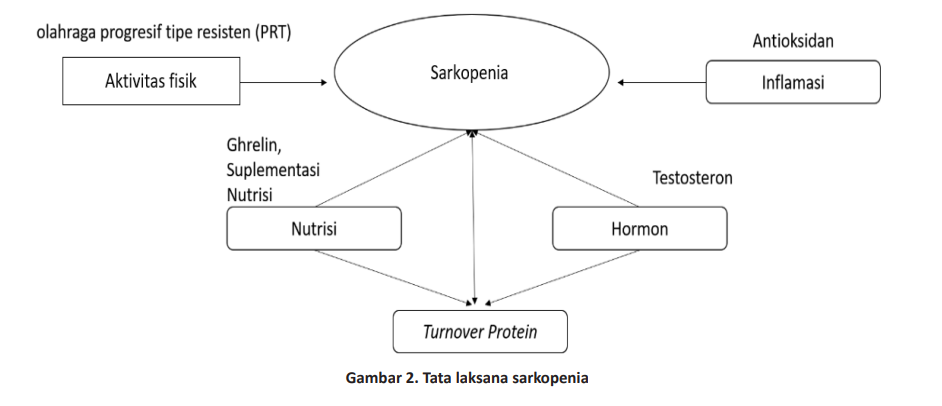 olahraga progresif tipe resisten (PRT)
Aktivitas fisik
Sarkopenia
Antioksidan
Inflamasi
Ghrelin,
Suplementasi
Nutrisi
Nutrisi
Testosteron
Hormon
Turnover Protein
Gambar 2. Tata laksana sarkopenia